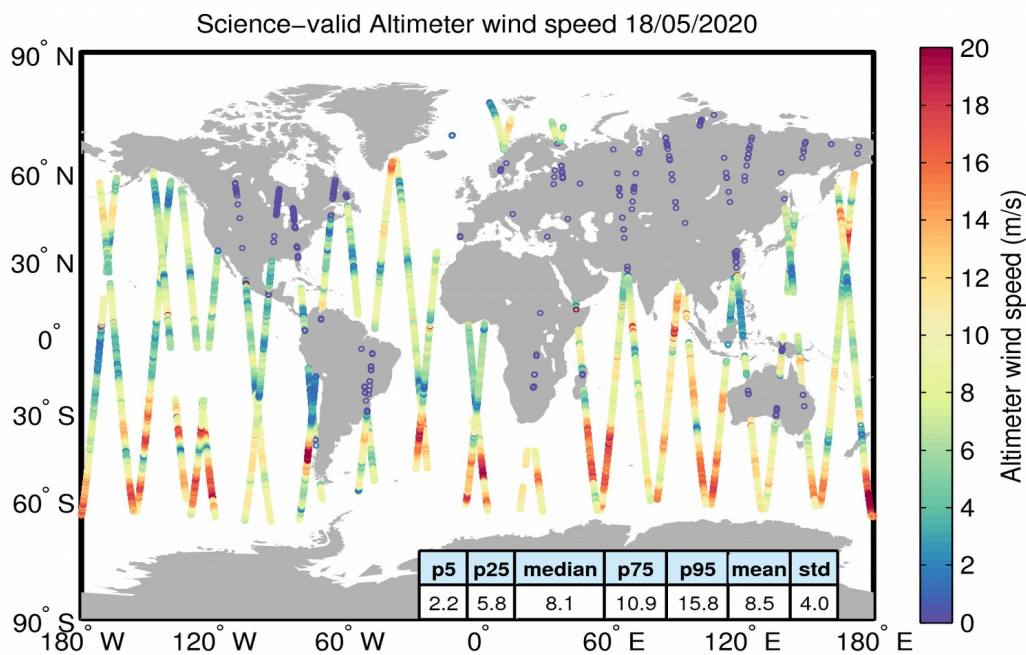 Science−valid Altimeter wind speed 18/05/2020
90° N
60° N
30° N
0°
30° S
60° S
90° S
180° W
120° W
60° W
0°
60° E
120° E
180° E
20
18
16
14
12
10
8
6
4
2
0
Altimeter wind speed (m/s)
p5 p25 median p75 p95 mean std
2.2 5.8 8.1 10.9 15.8 8.5 4.0